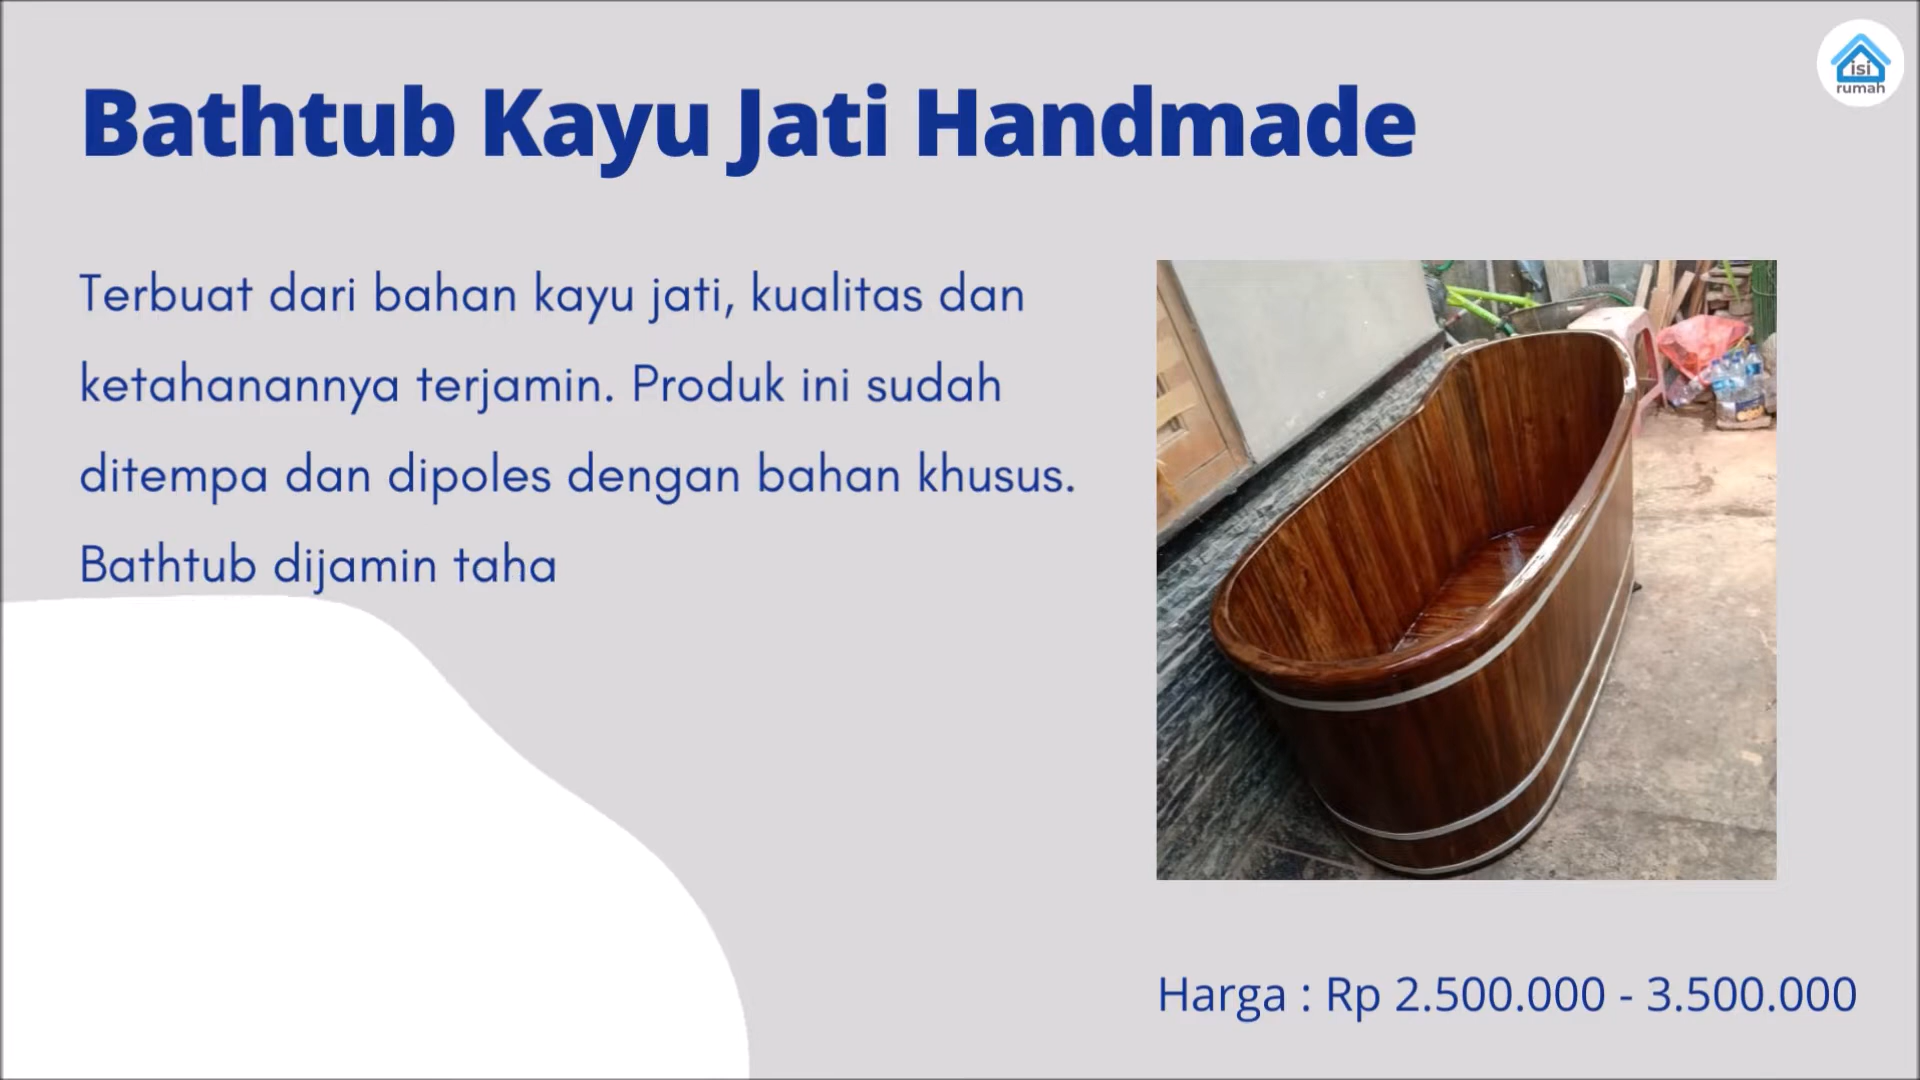 isi
rumah
Bathtub Kayu Jati Handmade
Terbuat dari bahan kayu jati, kualitas dan
ketahanannya terjamin. Produk ini sudah
ditempa dan dipoles dengan bahan khusus.
Bathtub dijamin taha
Harga : Rp 2.500.000 - 3.500.000